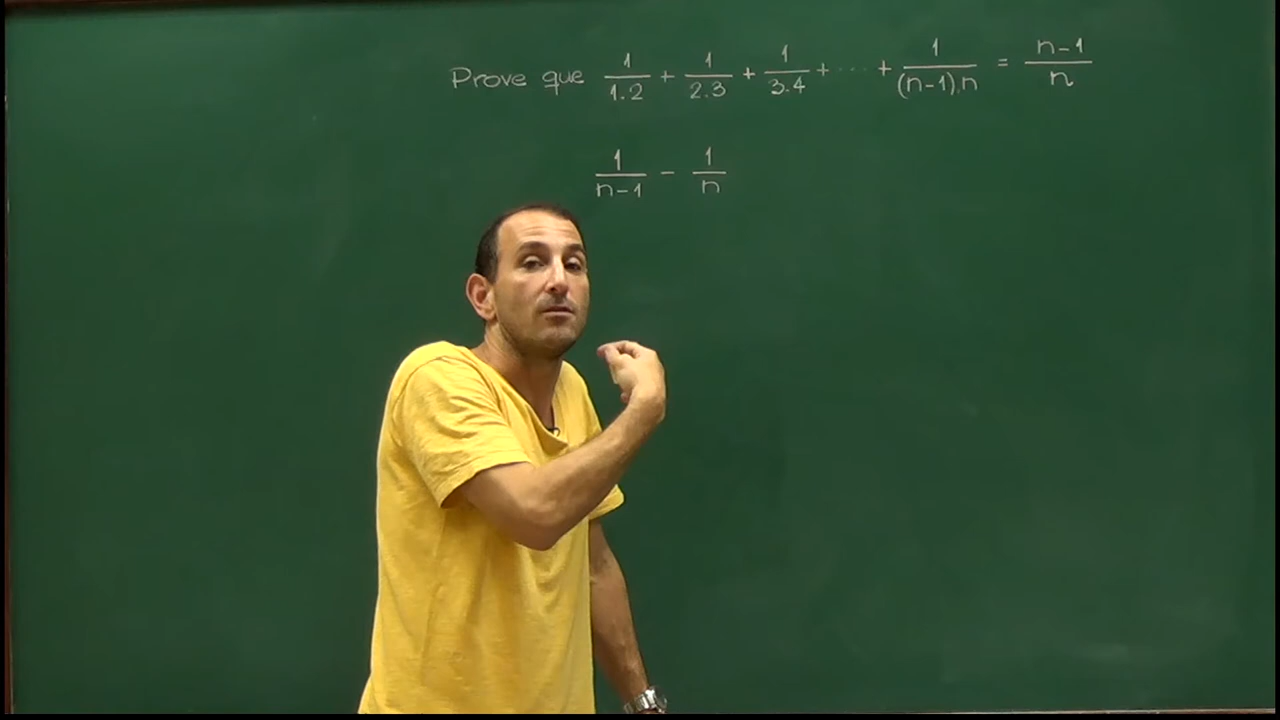 Prove que 1/1.2 + 1/2.3 + 1/3.4 + ... + 1/(n-1).n = n-1/n
1/n-1 - 1/n